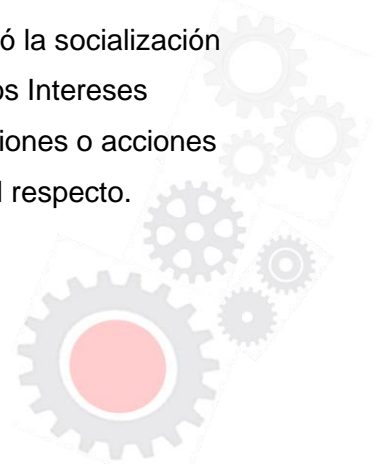 ó la socialización
os Intereses
iones o acciones
l respecto.